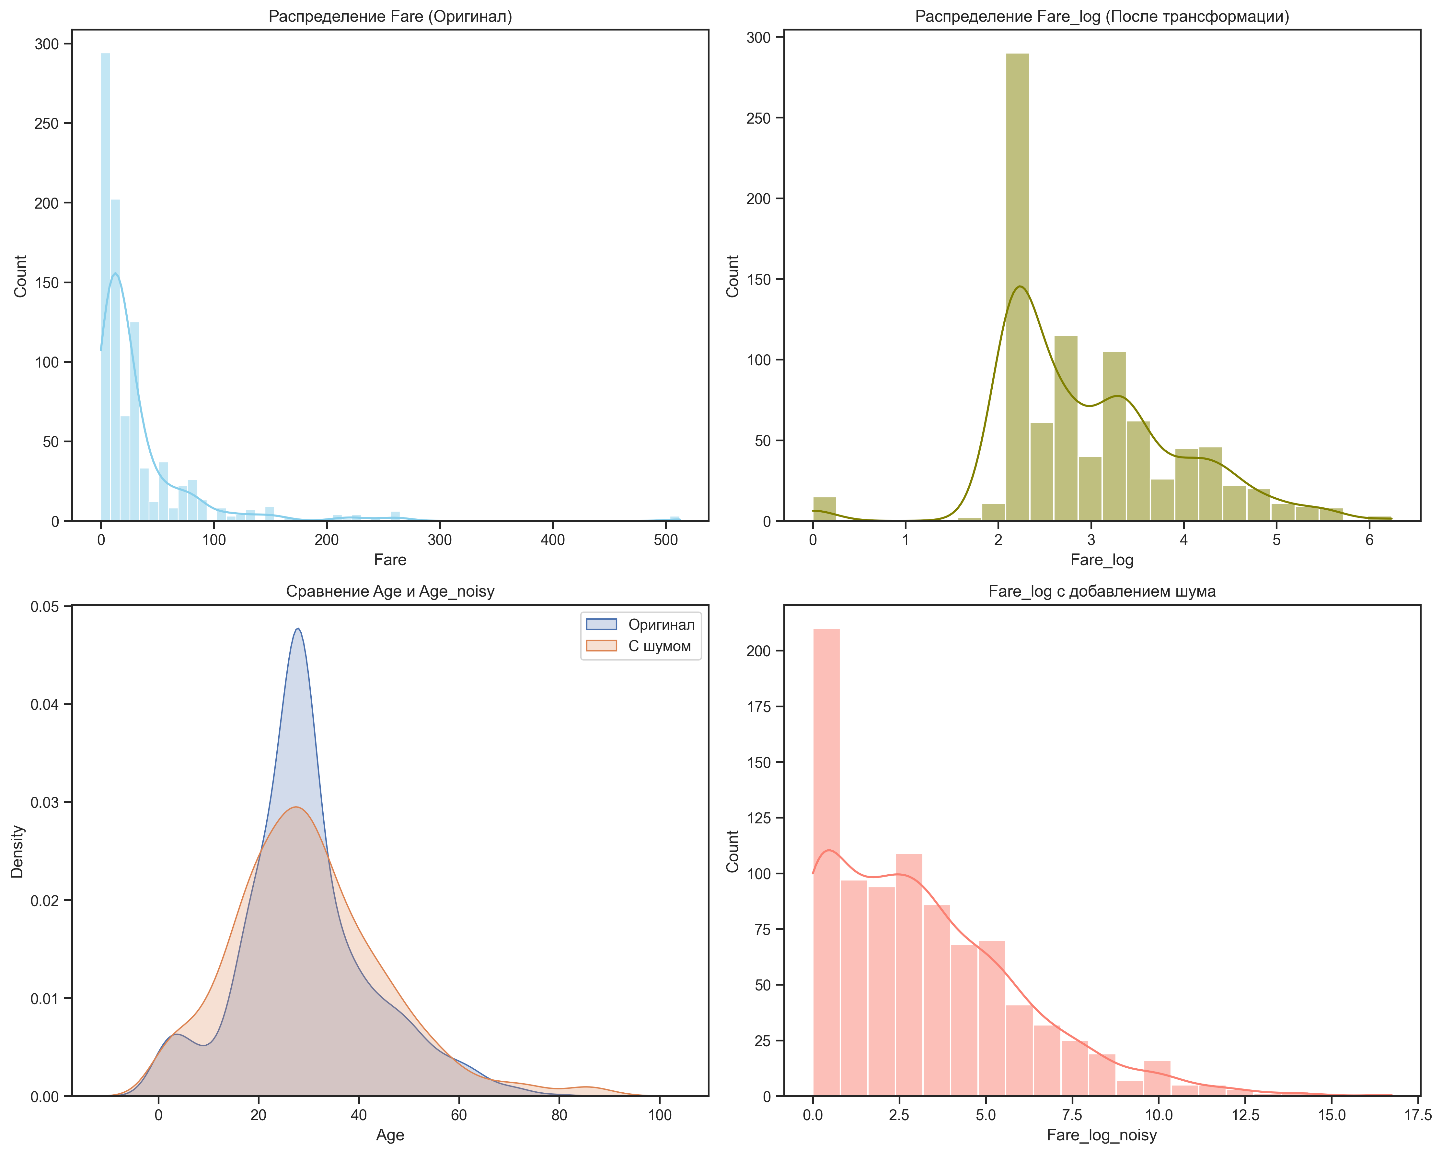 Распределение Fare (Оригинал)
300
250
200
150
100
50
0
Count
0 100 200 300 400 500
Fare
Распределение Fare_log (После трансформации)
300
250
200
150
100
50
0
Count
0 1 2 3 4 5 6
Fare_log
Сравнение Age и Age_noisy
0.05
0.04
0.03
0.02
0.01
0.00
Density
Оригинал
С шумом
0 20 40 60 80 100
Age
Fare_log с добавлением шума
200
175
150
125
100
75
50
25
0
Count
0.0 2.5 5.0 7.5 10.0 12.5 15.0 17.5
Fare_log_noisy